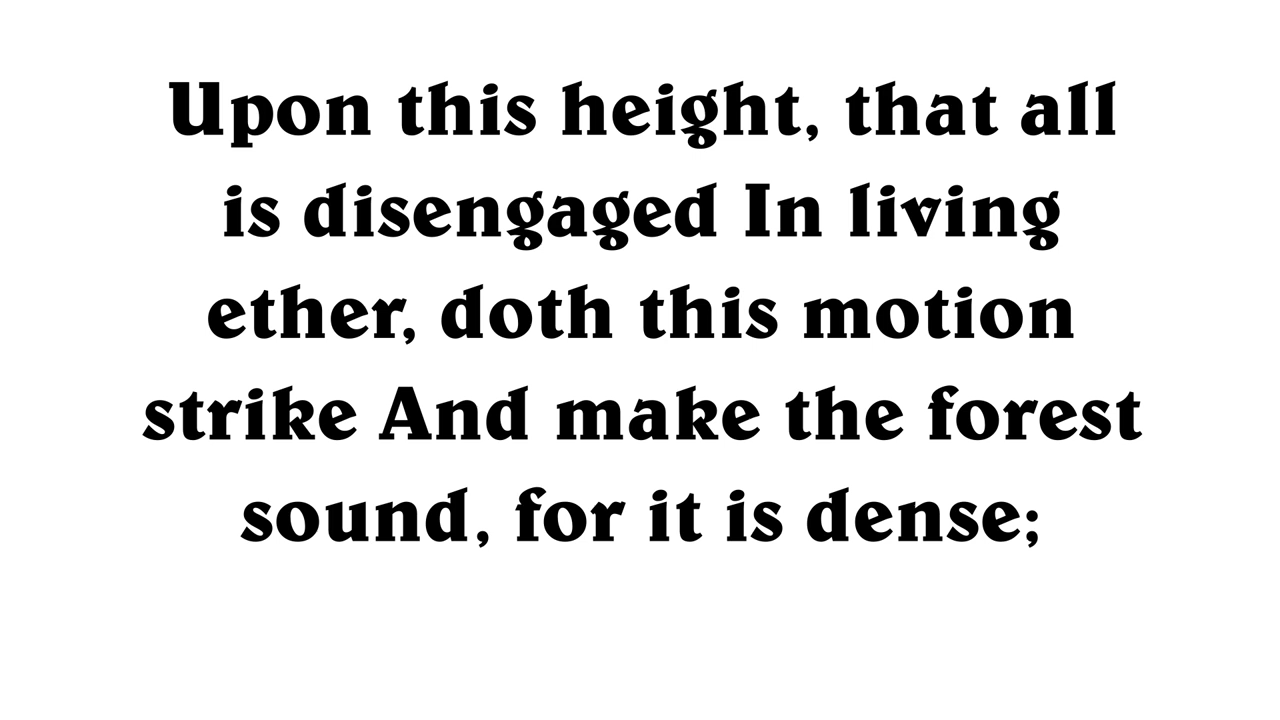 Upon this height, that all
is disengaged In living
ether, doth this motion
strike And make the forest
sound, for it is dense;